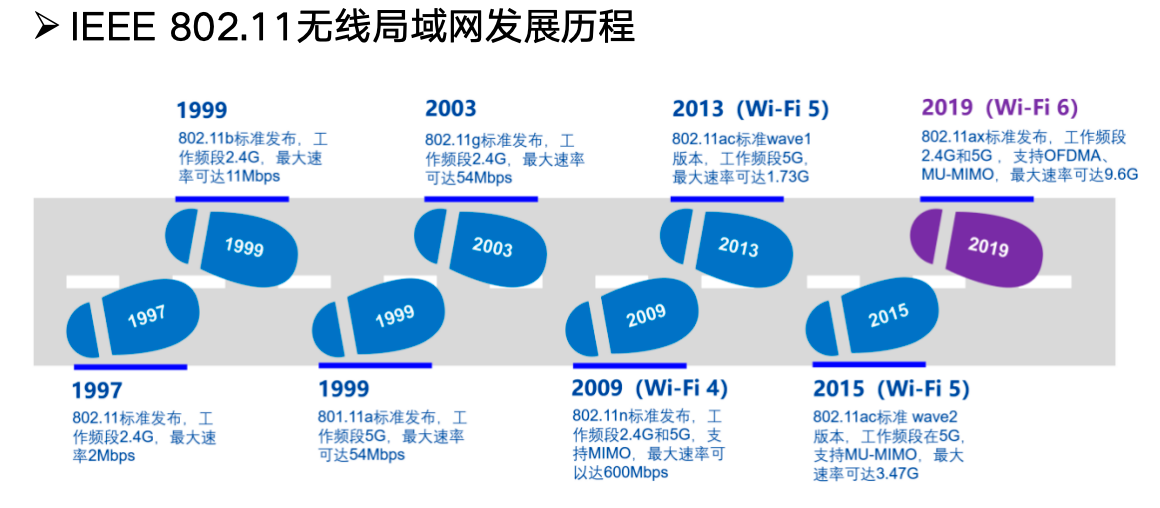 ➢ IEEE 802.11无线局域网发展历程
1999
802.11b标准发布，工
作频段2.4G，最大速
率可达11Mbps
2003
802.11g标准发布，工
作频段2.4G，最大速率
可达54Mbps
2013（Wi-Fi 5）
802.11ac标准wave1
版本，工作频段5G，
最大速率可达1.73G
2019（Wi-Fi 6）
802.11ax标准发布，工作频段
2.4G和5G ，支持OFDMA、
MU-MIMO，最大速率可达9.6G
1999
2003
2013
2019
1997
1999
2009
2015
1997
802.11标准发布，工
作频段2.4G，最大速
率2Mbps
1999
801.11a标准发布，工
作频段5G，最大速率
可达54Mbps
2009（Wi-Fi 4）
802.11n标准发布，工
作频段2.4G和5G，支
持MIMO，最大速率可
以达600Mbps
2015（Wi-Fi 5）
802.11ac标准 wave2
版本，工作频段在5G，
支持MU-MIMO，最大
速率可达3.47G